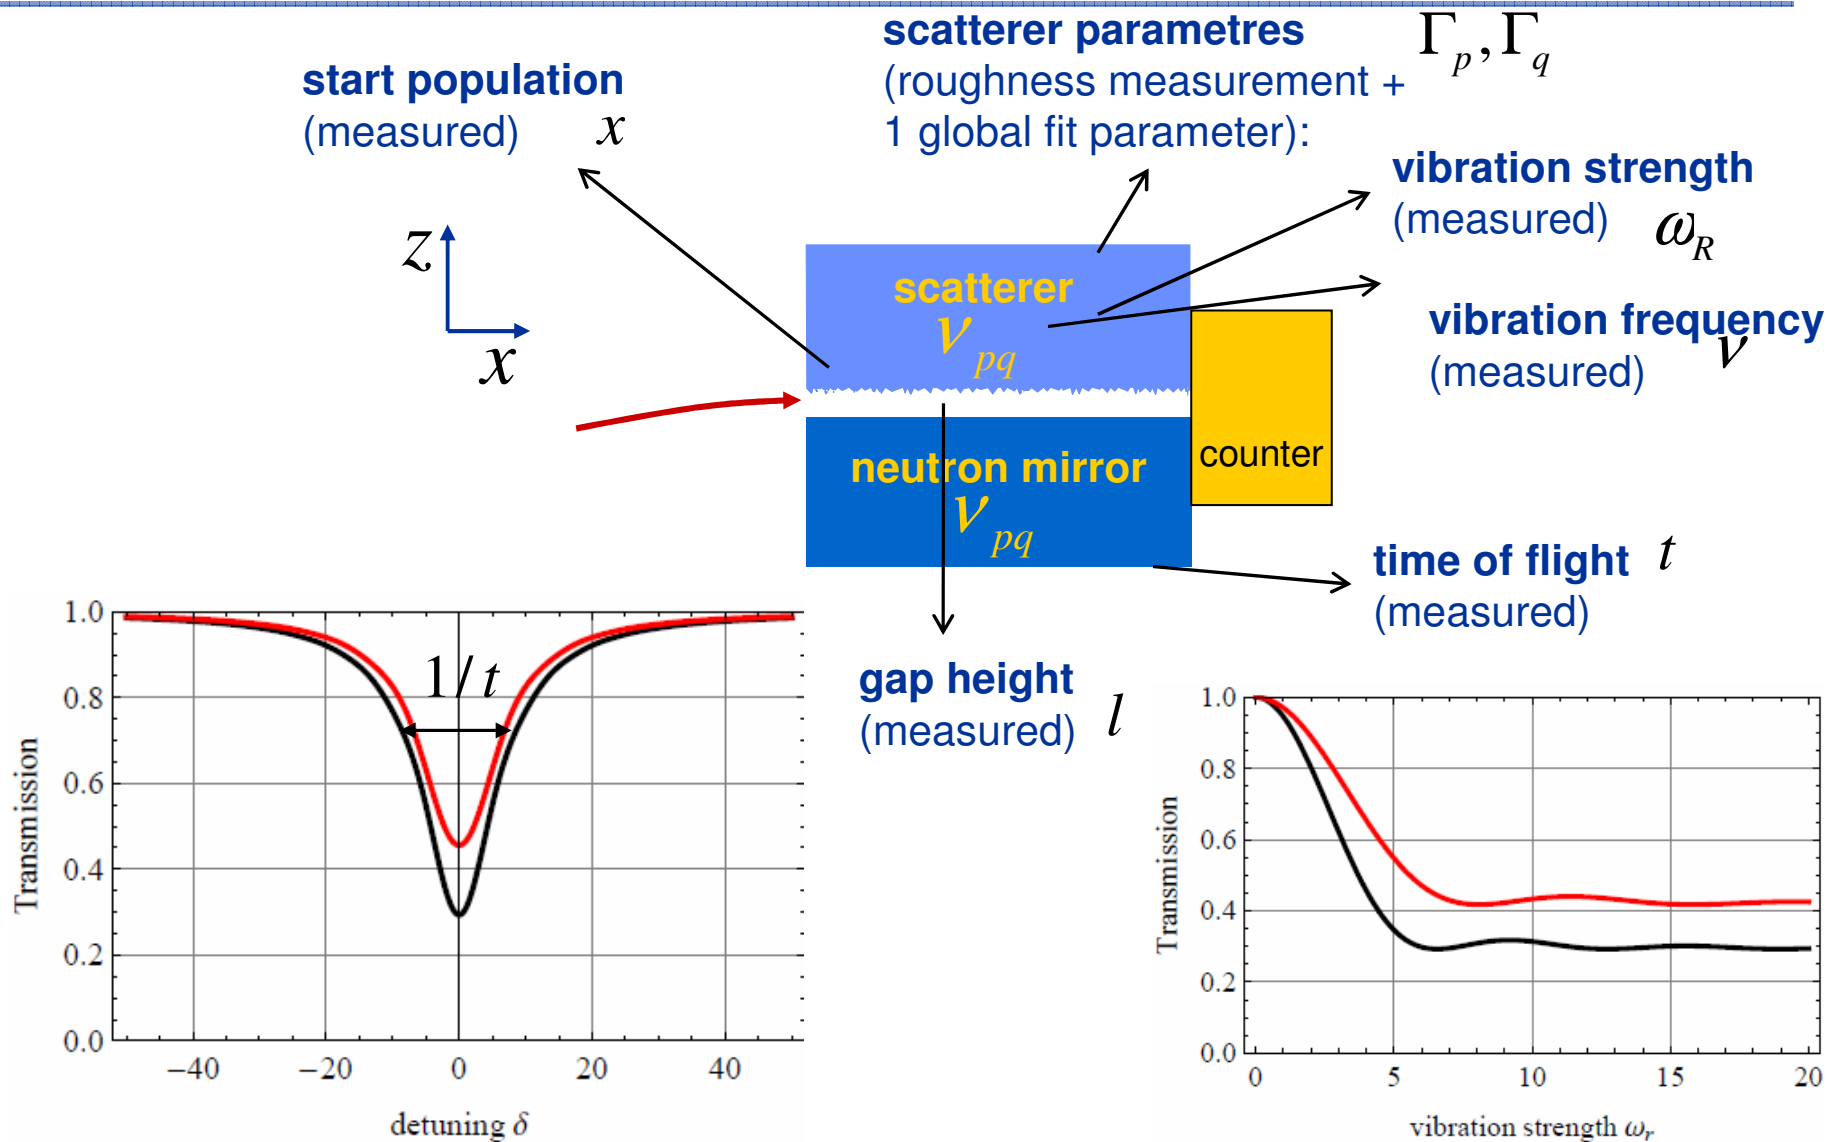 scatterer parametres Γp, Γq
(roughness measurement +
1 global fit parameter):
start population
(measured) x
vibration strength
(measured) ωR
vibration frequency
(measured) ν
z
x
scatterer
νpq
neutron mirror
νpq
counter
time of flight t
(measured)
gap height
(measured) l
1/t
Transmission
1.0
0.8
0.6
0.4
0.2
0.0
−40 −20 0 20 40
detuning δ
Transmission
1.0
0.8
0.6
0.4
0.2
0.0
0 5 10 15 20
vibration strength ωr